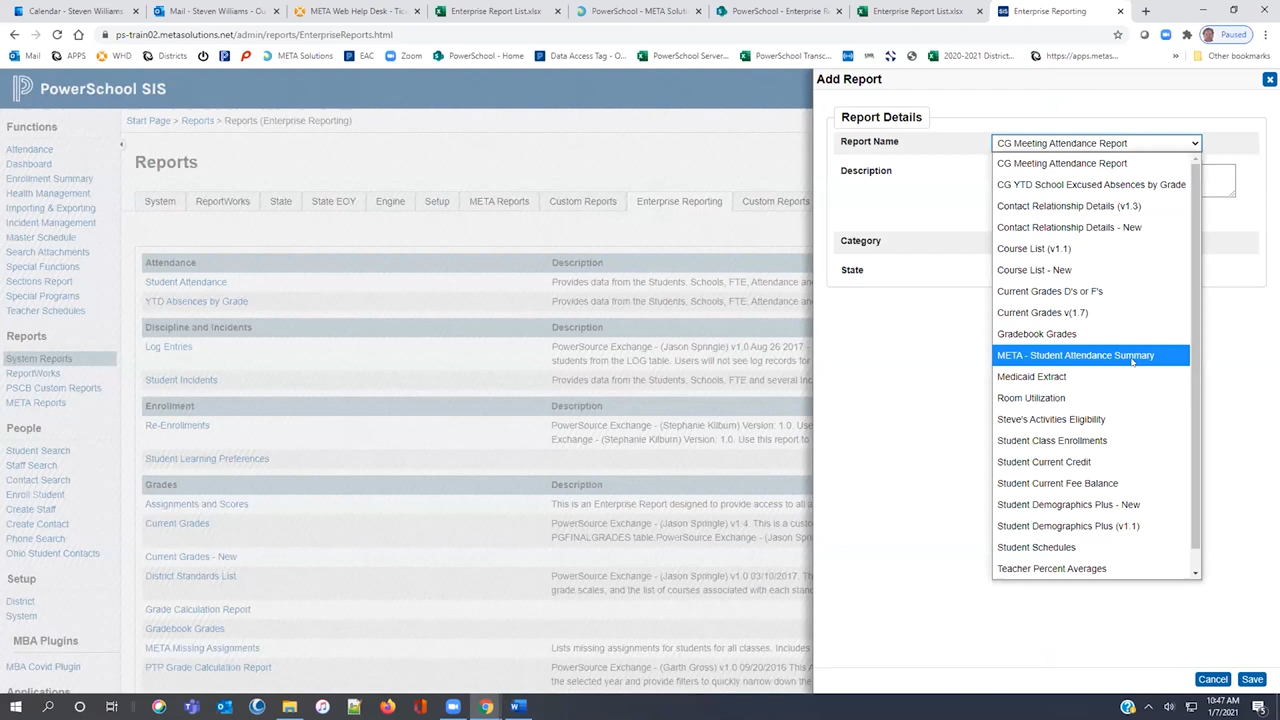 Calendar - Steven Williams - Ou
Mail - Steven Williams - Outl
META Web Help Desk - Tic
Enterprise Report List.xlsx
PowerSchool - META Soluti
PowerSchool - Enterprise R
Enterprise Report List.xlsx
SIS
Enterprise Reporting
ps-train02.metasolutions.net/admin/reports/EnterpriseReports.html
Paused
Mail
APPS
WHD
Districts
META Solutions
EAC
Zoom
PowerSchool - Home
Data Access Tag - O...
PowerSchool Server...
PowerSchool Transc...
2020-2021 District...
https://apps.metas...
Other bookmarks
PowerSchool SIS
Functions
Attendance
Dashboard
Enrollment Summary
Health Management
Importing & Exporting
Incident Management
Master Schedule
Search Attachments
Special Functions
Sections Report
Special Programs
Teacher Schedules
Reports
System Reports
ReportWorks
PSCB Custom Reports
META Reports
People
Student Search
Staff Search
Contact Search
Enroll Student
Create Staff
Create Contact
Phone Search
Ohio Student Contacts
Setup
District
System
MBA Plugins
MBA Covid Plugin
Applications
Start Page > Reports > Reports (Enterprise Reporting)
Reports
System
ReportWorks
State
State EOY
Engine
Setup
META Reports
Custom Reports
Enterprise Reporting
Custom Reports
Attendance
Description
Student Attendance
Provides data from the Students, Schools, FTE, Attendance an
YTD Absences by Grade
Provides data from the Students, Schools, FTE, Attendance an
Discipline and Incidents
Description
Log Entries
PowerSource Exchange - (Jason Springle) v1.0 Aug 26 2017 -
students from the LOG table. Users will not see log records for
Student Incidents
Provides data from the Students, Schools, FTE and several Inc
Enrollment
Description
Re-Enrollments
PowerSource Exchange - (Stephanie Kilburn) Version: 1.0. Use
Exchange - (Stephanie Kilburn) Version: 1.0. Use this report to
Student Learning Preferences
Grades
Description
Assignments and Scores
This is an Enterprise Report designed to provide access to all a
Current Grades
PowerSource Exchange - (Jason Springle) v1.4. This is a custo
PGFINALGRADES table.PowerSource Exchange - (Jason Spr
Current Grades - New
District Standards List
PowerSource Exchange - (Jason Springle) v1.0 03/10/2017. Th
grade scales, and the list of courses associated with each stan
Grade Calculation Report
Gradebook Grades
META Missing Assignments
Lists missing assignments for students for all classes. Includes
PTP Grade Calculation Report
PowerSource Exchange - (Garth Gross) v1.0 09/20/2016 This A
the selected year and provide filters to quickly narrow down the
Add Report
Report Details
Report Name
CG Meeting Attendance Report
Description
Category
State
CG Meeting Attendance Report
CG YTD School Excused Absences by Grade
Contact Relationship Details (v1.3)
Contact Relationship Details - New
Course List (v1.1)
Course List - New
Current Grades D's or F's
Current Grades v(1.7)
Gradebook Grades
META - Student Attendance Summary
Medicaid Extract
Room Utilization
Steve's Activities Eligibility
Student Class Enrollments
Student Current Credit
Student Current Fee Balance
Student Demographics Plus - New
Student Demographics Plus (v1.1)
Student Schedules
Teacher Percent Averages
Cancel
Save
10:47 AM
1/7/2021